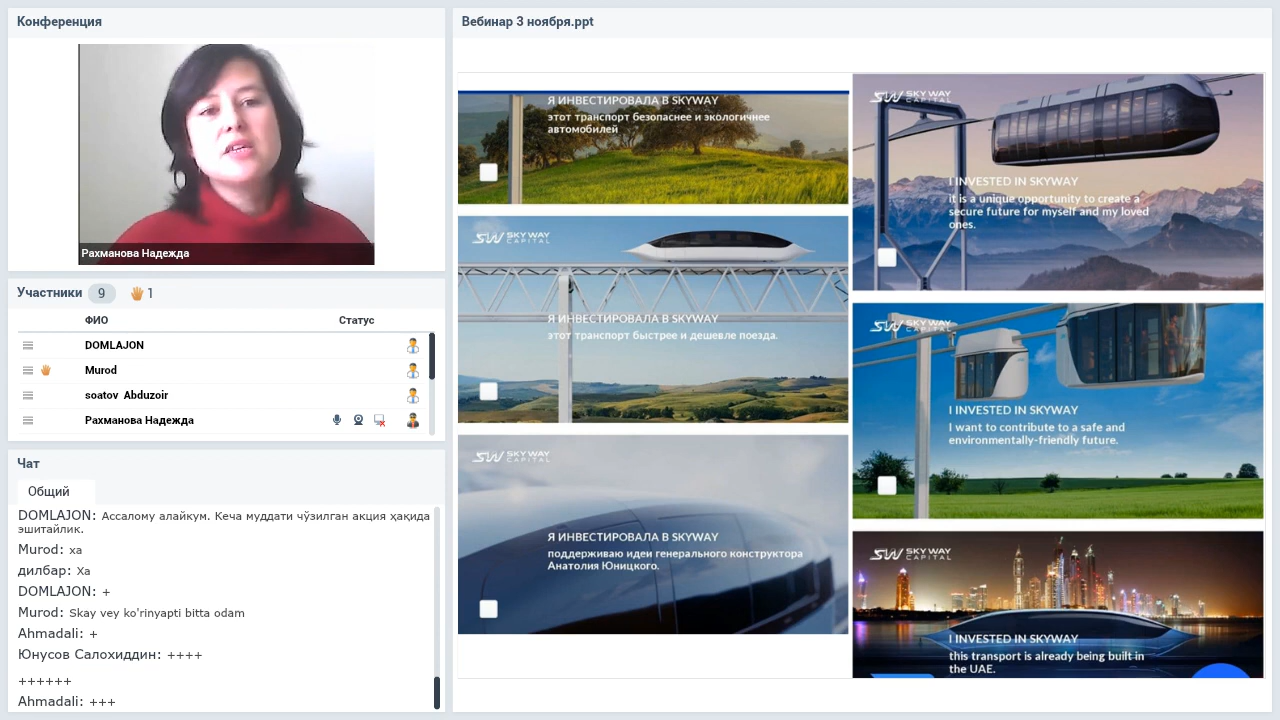 Конференция
Рахманова Надежда
Участники 9 1
ФИО Статус
DOMLAJON
Murod
soatov Abduzoir
Рахманова Надежда
Чат
Общий
DOMLAJON: Ассалому алайкум. Кеча муддати чўзилган акция ҳақида
эшитайлик.
Murod: ха
дилбар: Ха
DOMLAJON: +
Murod: Skay vey ko'rinyapti bitta odam
Ahmadali: +
Юнусов Салохиддин: ++++
++++++
Ahmadali: +++
Вебинар 3 ноября.ppt
Я ИНВЕСТИРОВАЛА В SKYWAY
этот транспорт безопаснее и экологичнее
автомобилей
SW SKY WAY
CAPITAL
Я ИНВЕСТИРОВАЛА В SKYWAY
этот транспорт быстрее и дешевле поезда.
SW SKY WAY
CAPITAL
Я ИНВЕСТИРОВАЛА В SKYWAY
поддерживаю идеи генерального конструктора
Анатолия Юницкого.
SW SKY WAY
CAPITAL
I INVESTED IN SKYWAY
it is a unique opportunity to create a
secure future for myself and my loved
ones.
SW SKY WAY
CAPITAL
I INVESTED IN SKYWAY
I want to contribute to a safe and
environmentally-friendly future.
SW SKY WAY
CAPITAL
I INVESTED IN SKYWAY
this transport is already being built in
the UAE.